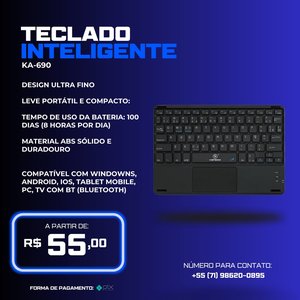 TECLADO
INTELIGENTE
KA-690
DESIGN ULTRA FINO
LEVE PORTÁTIL E COMPACTO:
TEMPO DE USO DA BATERIA: 100
DIAS (8 HORAS POR DIA)
MATERIAL ABS SÓLIDO E
DURADOURO
COMPATÍVEL COM WINDOWNS,
ANDROID, IOS, TABLET MOBILE,
PC, TV COM BT (BLUETOOTH)
A PARTIR DE:
R$ 55,00
FORMA DE PAGAMENTO:
NÚMERO PARA CONTATO:
+55 (71) 98620-0895